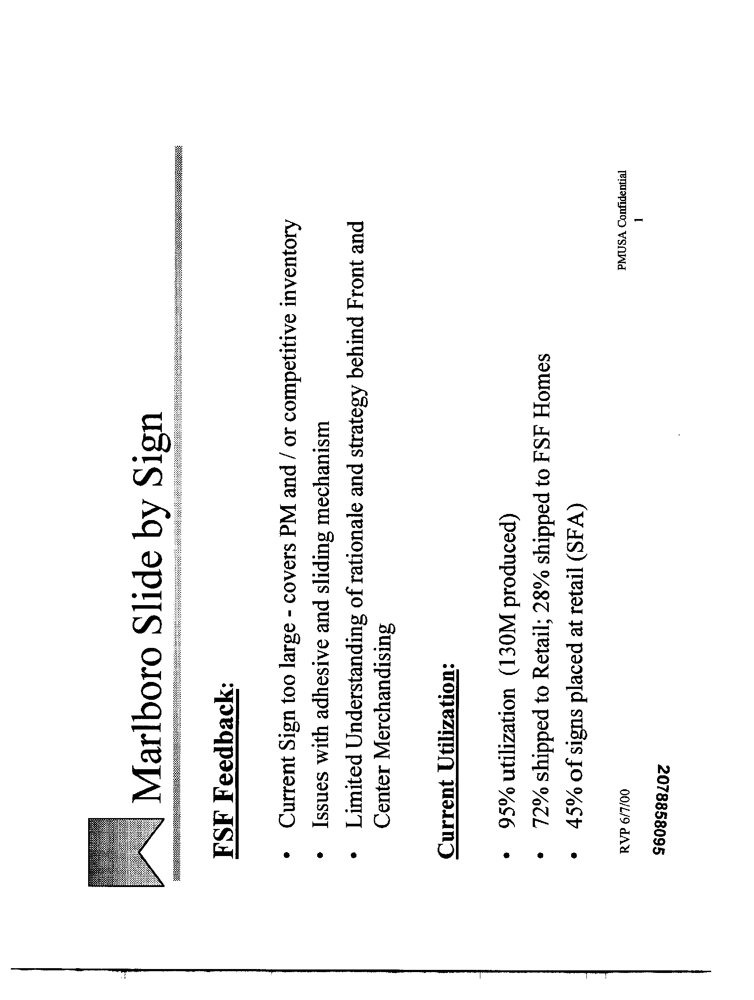 Marlboro Slide by Sign
FSF Feedback:
• Current Sign too large - covers PM and / or competitive inventory
• Issues with adhesive and sliding mechanism
• Limited Understanding of rationale and strategy behind Front and
Center Merchandising
Current Utilization:
• 95% utilization (130M produced)
• 72% shipped to Retail; 28% shipped to FSF Homes
• 45% of signs placed at retail (SFA)
RVP 6/7/00
PMUSA Confidential
1
2078858095